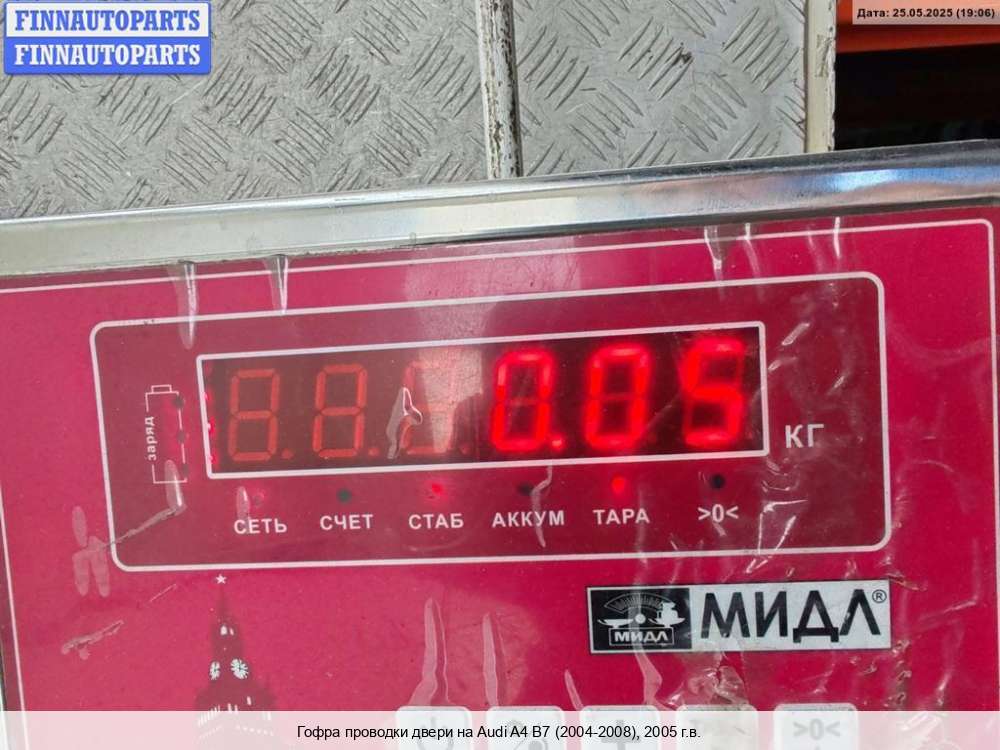 FINNAUTOPARTS
FINNAUTOPARTS
Дата: 25.05.2025 (19:06)
0.05
КГ
заряд
СЕТЬ СЧЕТ СТАБ АККУМ ТАРА >0<
МИДЛ МИДЛ®
>0<
Гофра проводки двери на Audi A4 B7 (2004-2008), 2005 г.в.